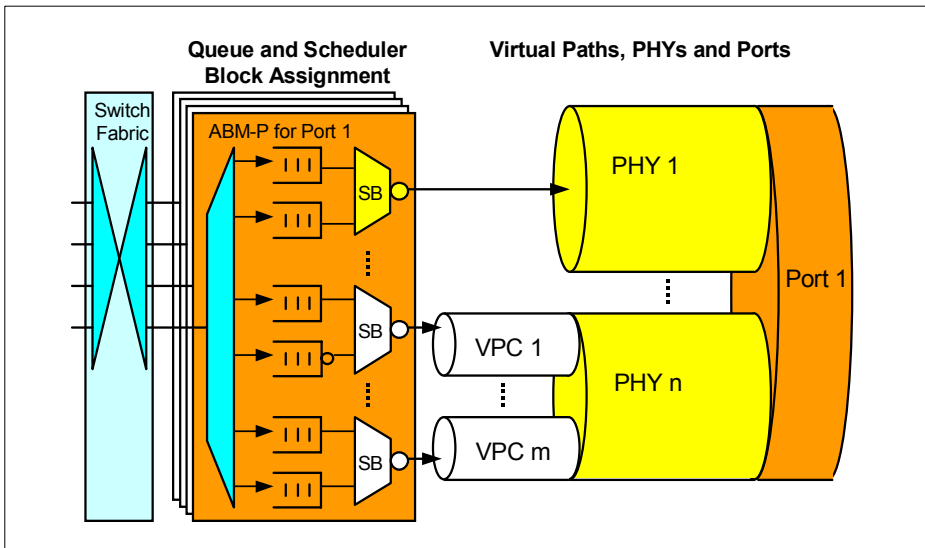 Queue and Scheduler
Block Assignment
Virtual Paths, PHYs and Ports
Switch
Fabric
ABM-P for Port 1
SB
PHY 1
Port 1
SB
VPC 1
PHY n
SB
VPC m